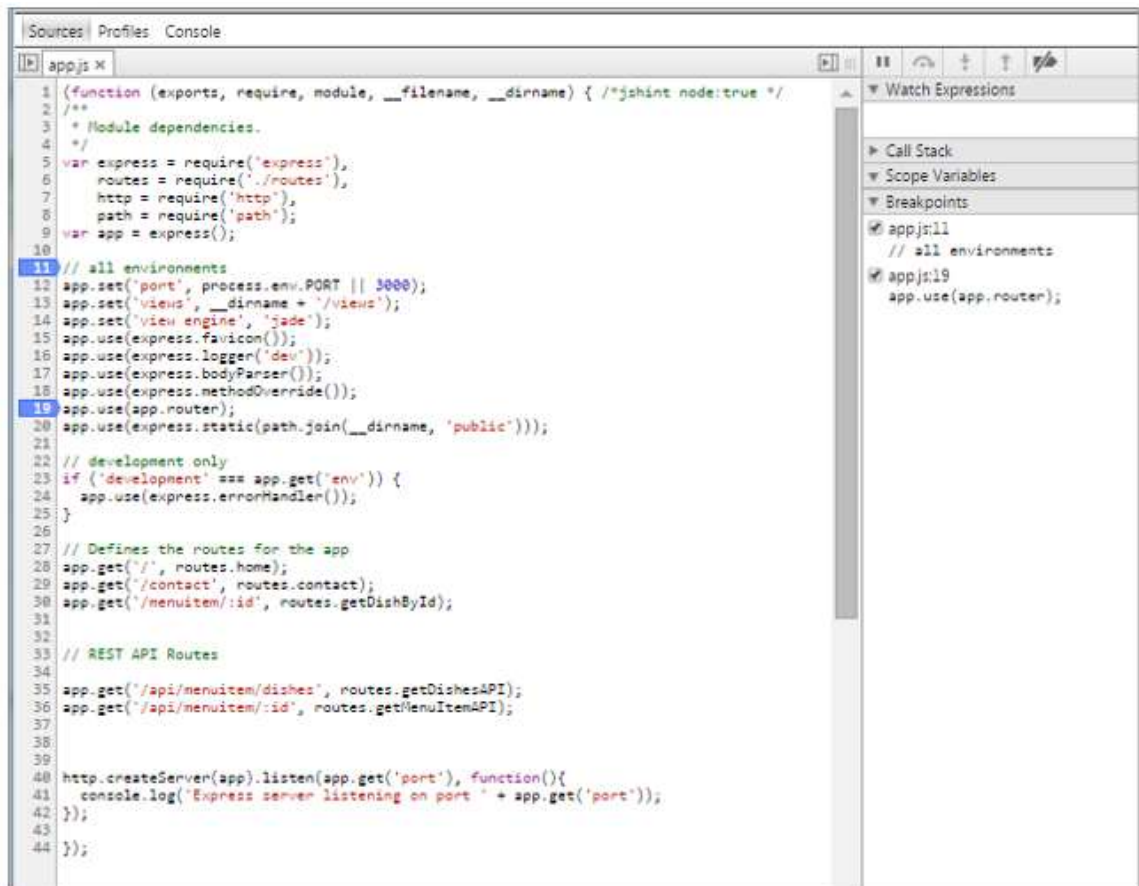 Sources Profiles Console
app.js ×
1 (function (exports, require, module, __filename, __dirname) { /*jshint node:true */
2 /**
3  * Module dependencies.
4  */
5 var express = require('express'),
6     routes = require('./routes'),
7     http = require('http'),
8     path = require('path');
9 var app = express();
10
11 // all environments
12 app.set('port', process.env.PORT || 3000);
13 app.set('views', __dirname + '/views');
14 app.set('view engine', 'jade');
15 app.use(express.favicon());
16 app.use(express.logger('dev'));
17 app.use(express.bodyParser());
18 app.use(express.methodOverride());
19 app.use(app.router);
20 app.use(express.static(path.join(__dirname, 'public')));
21
22 // development only
23 if ('development' === app.get('env')) {
24   app.use(express.errorHandler());
25 }
26
27 // Defines the routes for the app
28 app.get('/', routes.home);
29 app.get('/contact', routes.contact);
30 app.get('/menuitem/:id', routes.getDishById);
31
32
33 // REST API Routes
34
35 app.get('/api/menuitem/dishes', routes.getDishesAPI);
36 app.get('/api/menuitem/:id', routes.getMenuItemAPI);
37
38
39
40 http.createServer(app).listen(app.get('port'), function(){
41   console.log('Express server listening on port ' + app.get('port'));
42 });
43
44 });
Watch Expressions
Call Stack
Scope Variables
Breakpoints
app.js:11
// all environments
app.js:19
app.use(app.router);